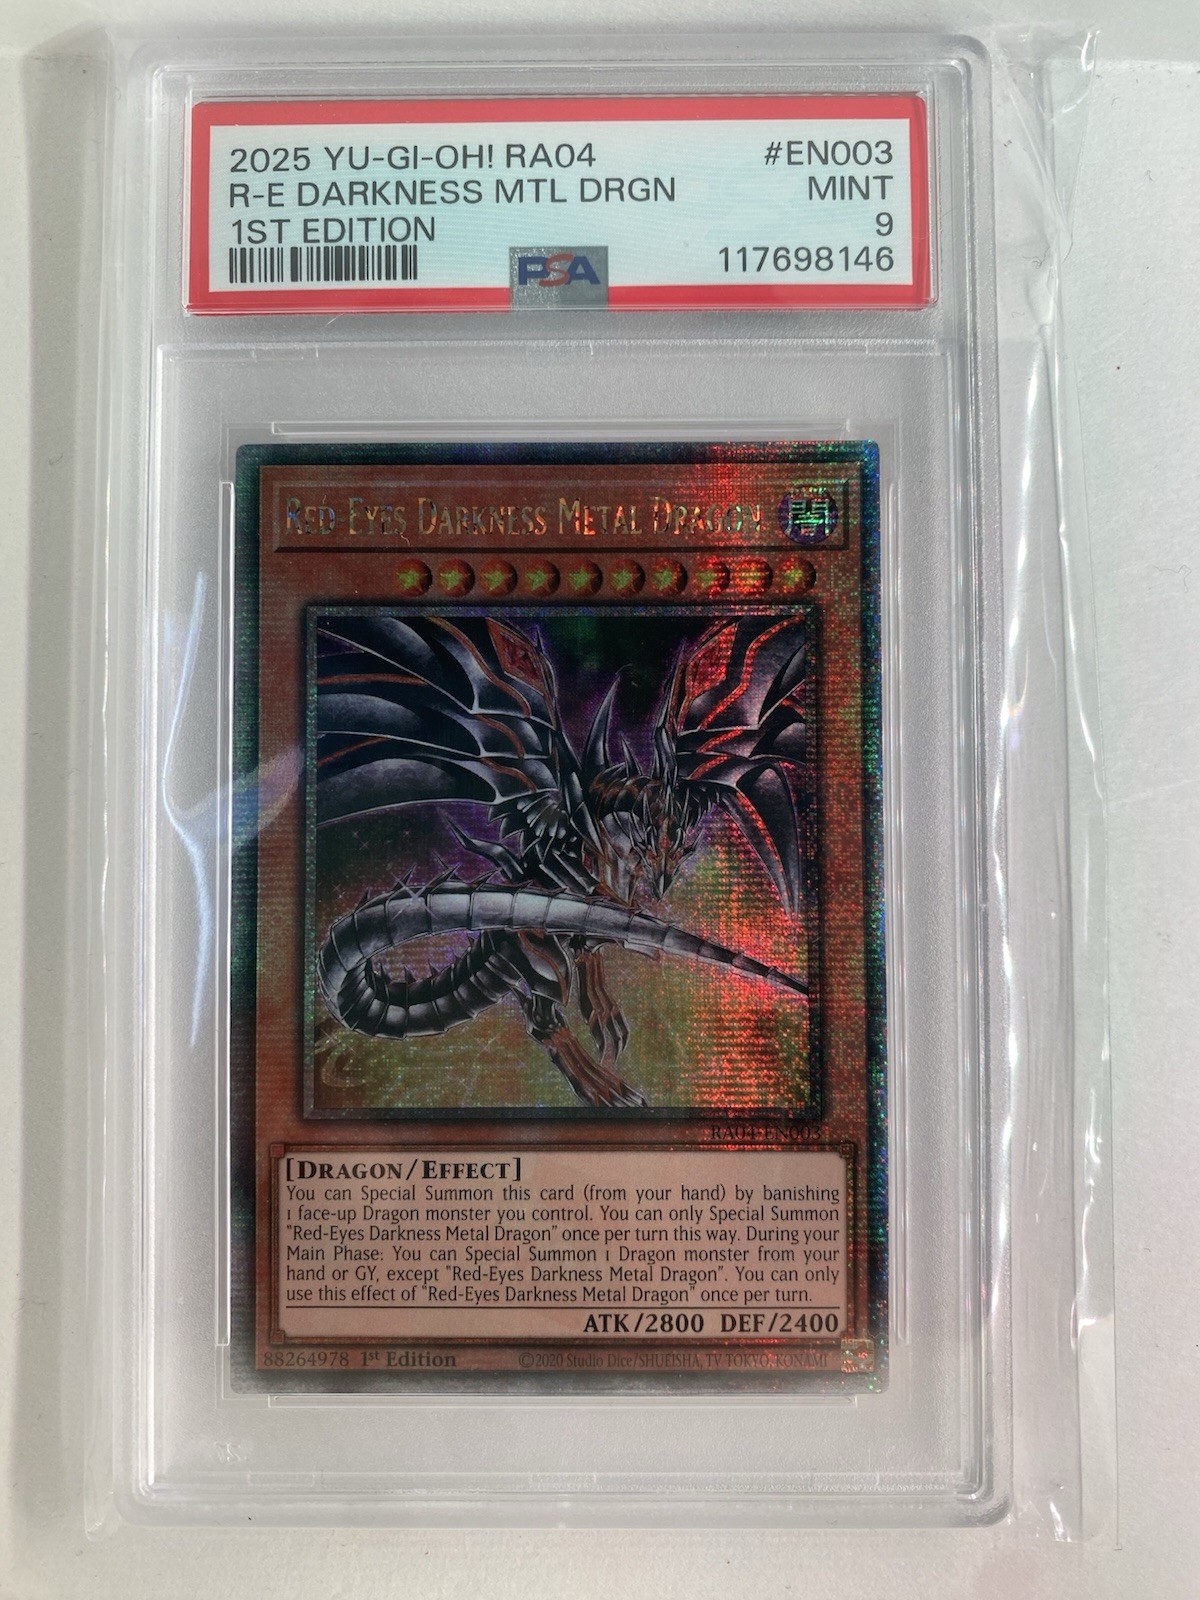 2025 YU-GI-OH! RA04 #EN003
R-E DARKNESS MTL DRGN MINT
1ST EDITION 9
PSA 117698146
RED-EYES DARKNESS METAL DRAGON 闇
RA04-EN003
[DRAGON/EFFECT]
You can Special Summon this card (from your hand) by banishing
1 face-up Dragon monster you control. You can only Special Summon
"Red-Eyes Darkness Metal Dragon" once per turn this way. During your
Main Phase: You can Special Summon 1 Dragon monster from your
hand or GY, except "Red-Eyes Darkness Metal Dragon". You can only
use this effect of "Red-Eyes Darkness Metal Dragon" once per turn.
ATK/2800 DEF/2400
88264978 1st Edition ©2020 Studio Dice/SHUEISHA, TV TOKYO, KONAMI